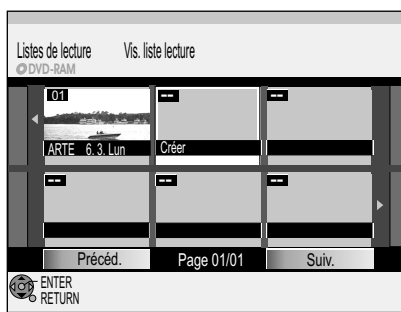 Listes de lecture Vis. liste lecture
DVD-RAM
01 -- --
ARTE 6. 3. Lun Créer
-- -- --
Précéd. Page 01/01 Suiv.
ENTER
RETURN